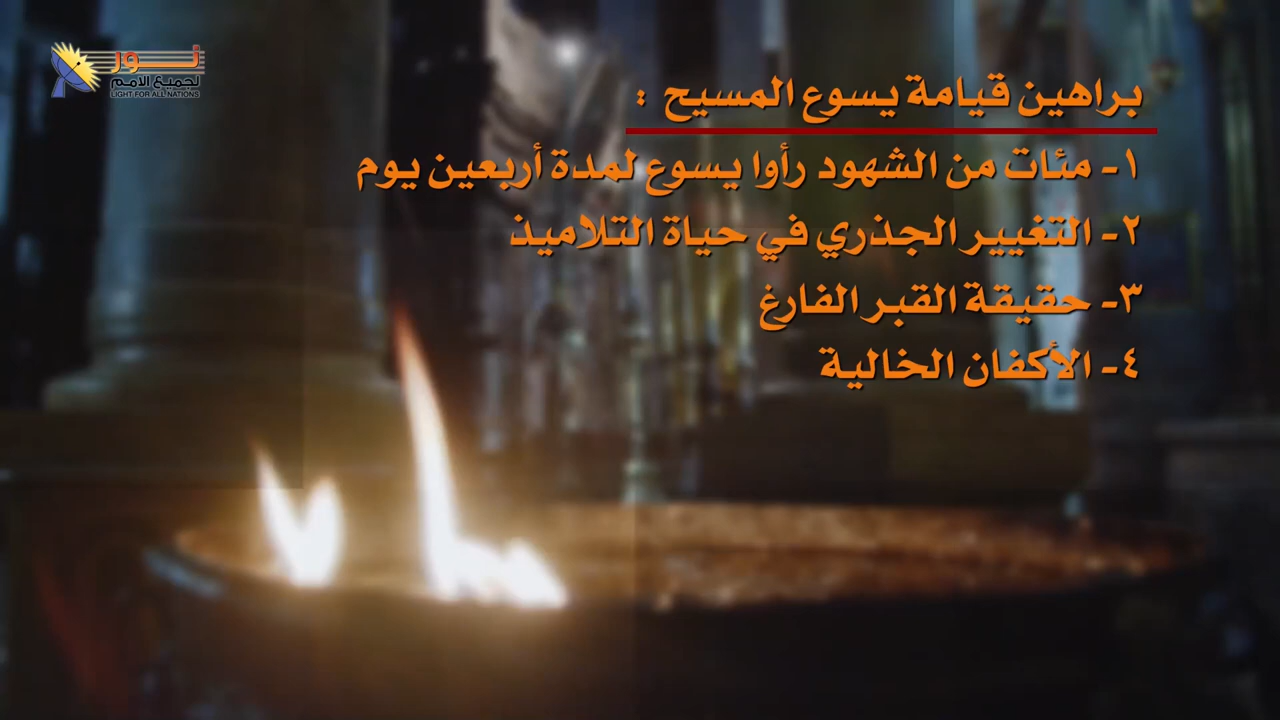 نور
لجميع الامم
LIGHT FOR ALL NATIONS
براهين قيامة يسوع المسيح :
١- مئات من الشهود رأوا يسوع لمدة أربعين يوم
٢- التغيير الجذري في حياة التلاميذ
٣- حقيقة القبر الفارغ
٤- الأكفان الخالية